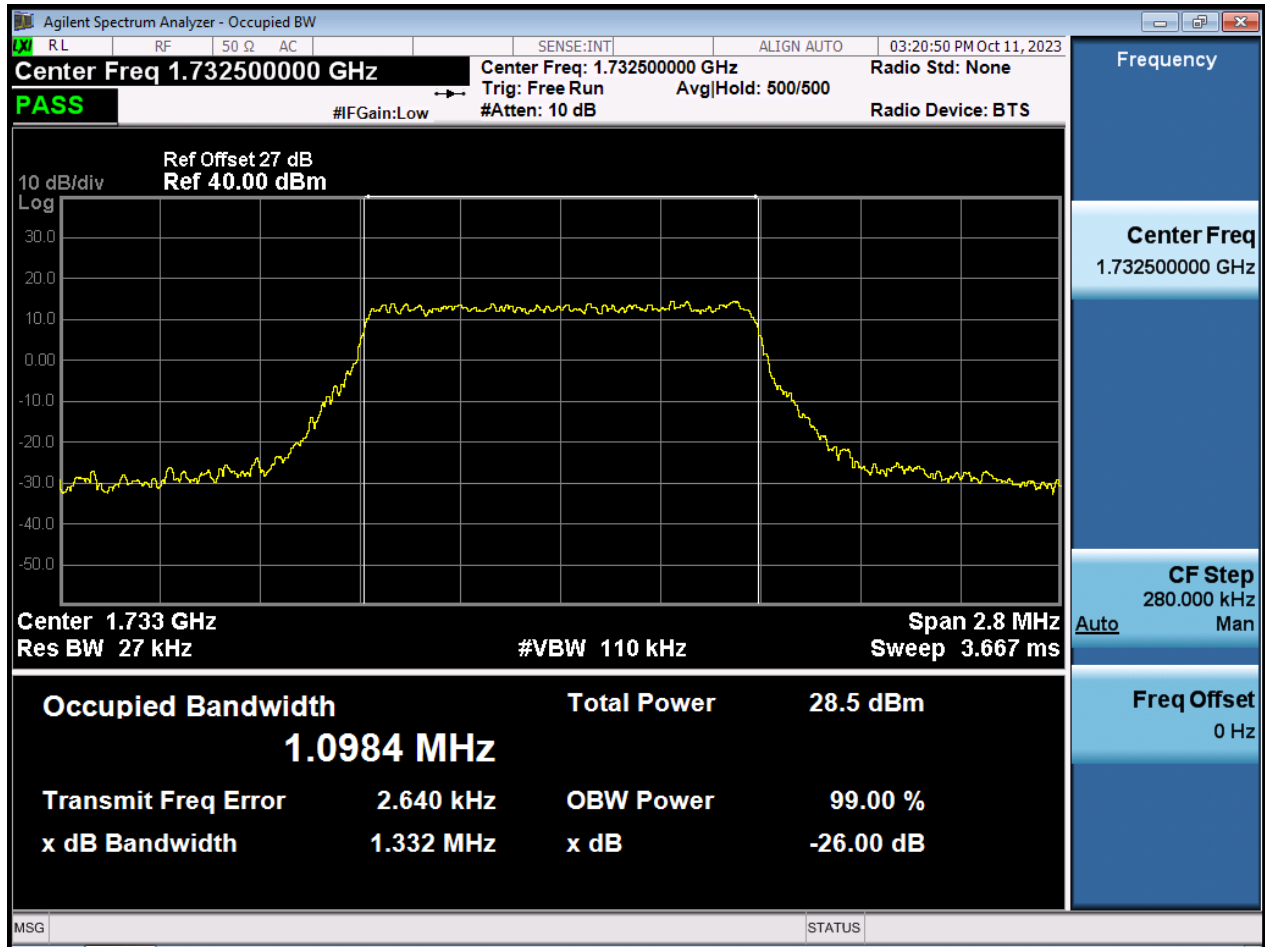 Agilent Spectrum Analyzer - Occupied BW
LXI RL RF 50 Ω AC SENSE:INT ALIGN AUTO 03:20:50 PM Oct 11, 2023
Center Freq 1.732500000 GHz
PASS
#IFGain:Low
Center Freq: 1.732500000 GHz
Trig: Free Run Avg|Hold: 500/500
#Atten: 10 dB
Radio Std: None
Radio Device: BTS
Ref Offset 27 dB
10 dB/div Ref 40.00 dBm
Log
30.0
20.0
10.0
0.00
-10.0
-20.0
-30.0
-40.0
-50.0
Center 1.733 GHz Span 2.8 MHz
Res BW 27 kHz #VBW 110 kHz Sweep 3.667 ms
Occupied Bandwidth Total Power 28.5 dBm
1.0984 MHz
Transmit Freq Error 2.640 kHz OBW Power 99.00 %
x dB Bandwidth 1.332 MHz x dB -26.00 dB
Frequency
Center Freq
1.732500000 GHz
CF Step
280.000 kHz
Auto Man
Freq Offset
0 Hz
MSG STATUS